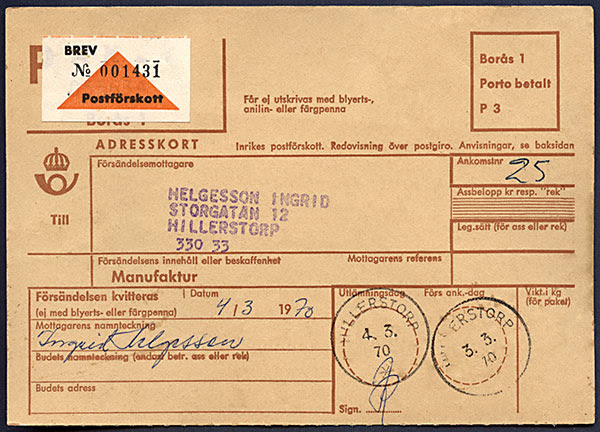 BREV
№ 001431
Postförskott
Borås 1
Får ej utskrivas med blyerts-,
anilin- eller färgpenna
Borås 1
Porto betalt
P 3
ADRESSKORT
Inrikes postförskott. Redovisning över postgiro. Anvisningar, se baksidan
Försändelsemottagare
Ankomstnr
25
Till
HELGESSON INGRID
STORGATAN 12
HILLERSTORP
330 33
Assbelopp kr resp. "rek"
Leg.sätt (för ass eller rek)
Försändelsens innehåll eller beskaffenhet
Mottagarens referens
Manufaktur
Försändelsen kvitteras
(ej med blyerts- eller färgpenna)
Datum
4/3 1970
Utlämningsdag
Förs ank.-dag
Vikt i kg
(för paket)
Mottagarens namnteckning
Ingrid Helgesson
Budets namnteckning (endast betr. ass eller rek)
Budets adress
HILLERSTORP
4. 3.
70
HILLERSTORP
3. 3.
70
Sign.